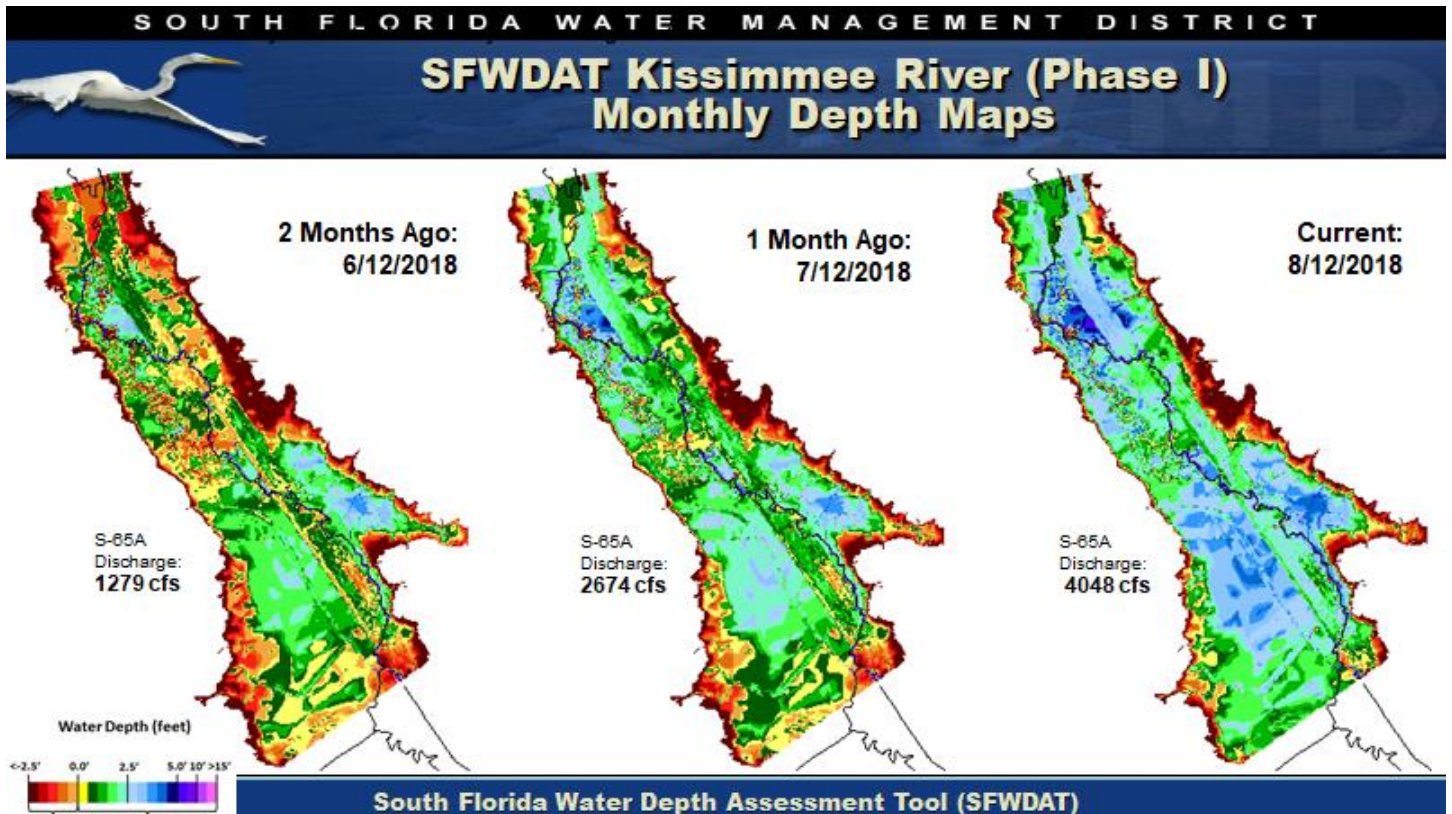 SOUTH FLORIDA WATER MANAGEMENT DISTRICT
SFWDAT Kissimmee River (Phase I)
Monthly Depth Maps
2 Months Ago:
6/12/2018
1 Month Ago:
7/12/2018
Current:
8/12/2018
S-65A
Discharge:
1279 cfs
S-65A
Discharge:
2674 cfs
S-65A
Discharge:
4048 cfs
Water Depth (feet)
<-2.5' 0.0' 2.5' 5.0' 10' >15'
South Florida Water Depth Assessment Tool (SFWDAT)